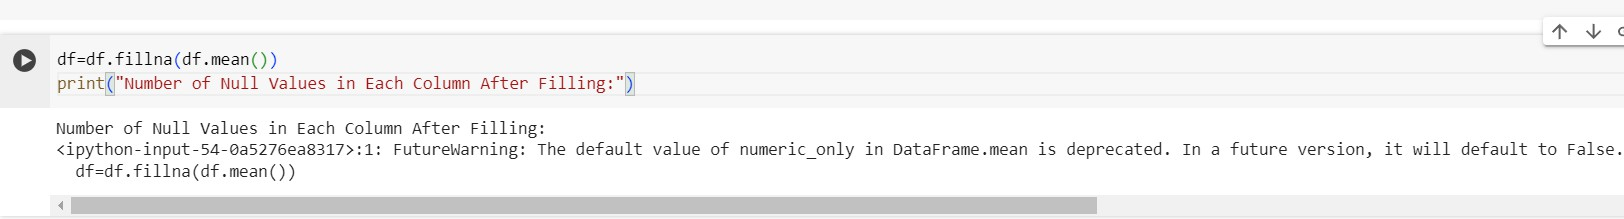 df=df.fillna(df.mean())
print("Number of Null Values in Each Column After Filling:")
Number of Null Values in Each Column After Filling:
<ipython-input-54-0a5276ea8317>:1: FutureWarning: The default value of numeric_only in DataFrame.mean is deprecated. In a future version, it will default to False.
df=df.fillna(df.mean())